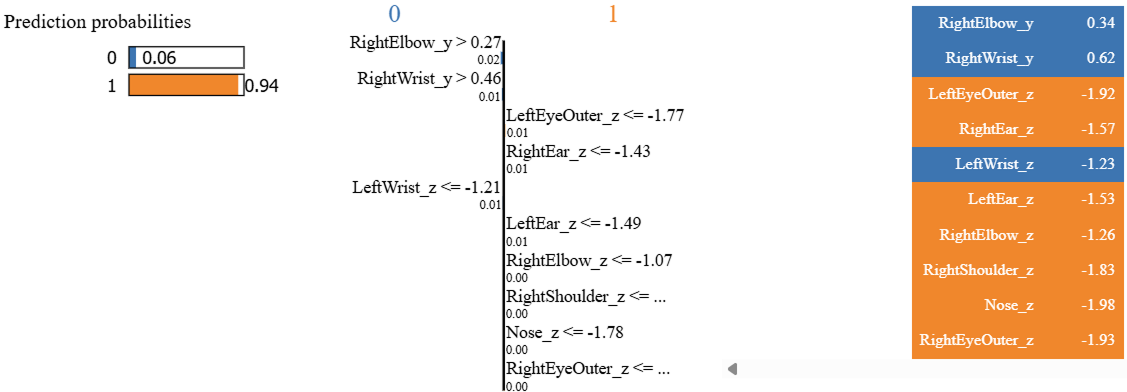 Prediction probabilities
0 0.06
1 0.94
0 1
RightElbow_y > 0.27
0.02
RightWrist_y > 0.46
0.01
LeftEyeOuter_z <= -1.77
0.01
RightEar_z <= -1.43
0.01
LeftWrist_z <= -1.21
0.01
LeftEar_z <= -1.49
0.01
RightElbow_z <= -1.07
0.00
RightShoulder_z <= ...
0.00
Nose_z <= -1.78
0.00
RightEyeOuter_z <= ...
0.00
RightElbow_y 0.34
RightWrist_y 0.62
LeftEyeOuter_z -1.92
RightEar_z -1.57
LeftWrist_z -1.23
LeftEar_z -1.53
RightElbow_z -1.26
RightShoulder_z -1.83
Nose_z -1.98
RightEyeOuter_z -1.93